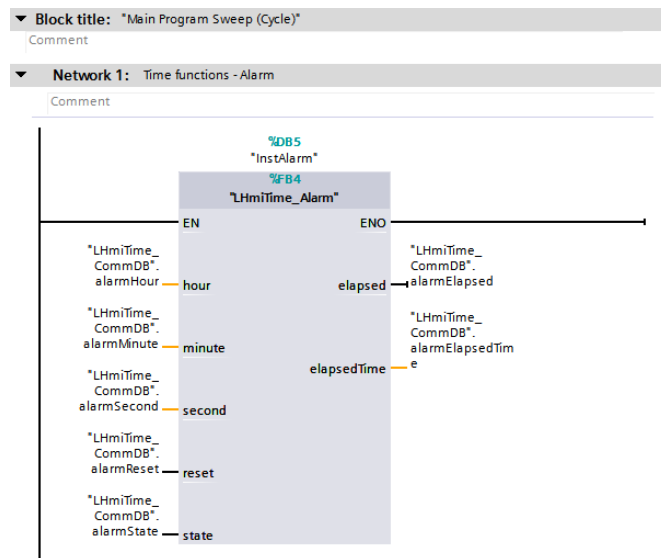 Block title: "Main Program Sweep (Cycle)"
Comment
Network 1: Time functions - Alarm
Comment
%DB5
"InstAlarm"
%FB4
"LHmiTime_Alarm"
EN
ENO
"LHmiTime_
CommDB".
alarmHour
hour
"LHmiTime_
CommDB".
alarmElapsed
elapsed
"LHmiTime_
CommDB".
alarmMinute
minute
"LHmiTime_
CommDB".
alarmElapsedTim
e
elapsedTime
"LHmiTime_
CommDB".
alarmSecond
second
"LHmiTime_
CommDB".
alarmReset
reset
"LHmiTime_
CommDB".
alarmState
state